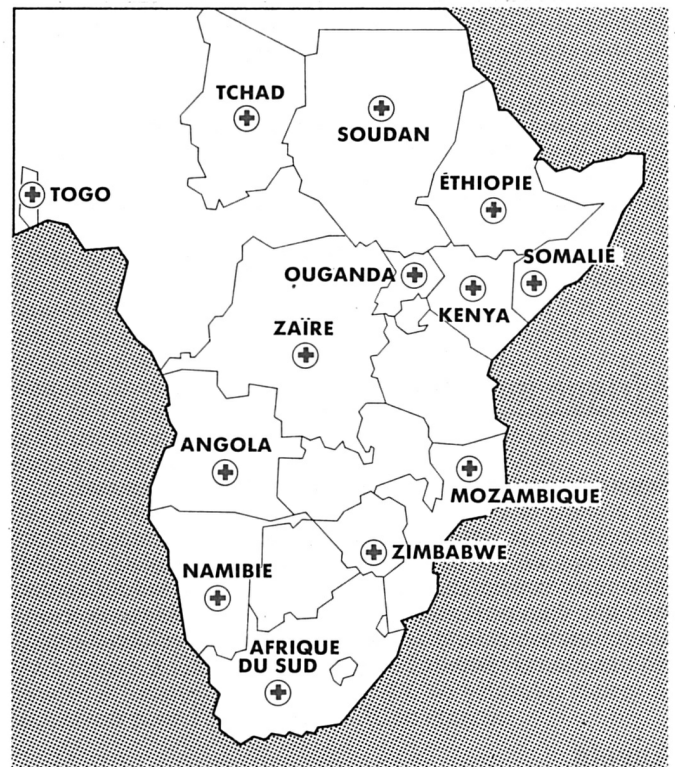 TCHAD
SOUDAN
TOGO
ÉTHIOPIE
SOMALIE
OUGANDA
KENYA
ZAÏRE
ANGOLA
MOZAMBIQUE
ZIMBABWE
NAMIBIE
AFRIQUE
DU SUD